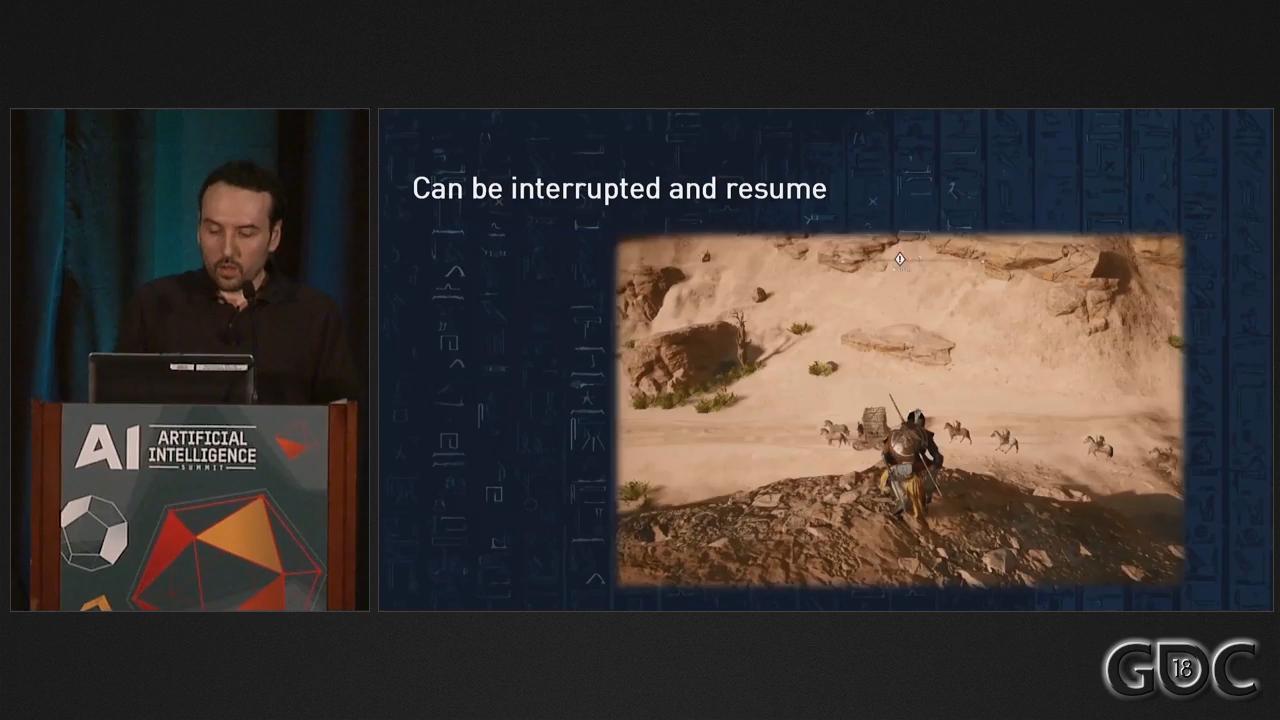 Can be interrupted and resume
AI ARTIFICIAL
INTELLIGENCE
SUMMIT
GDC
18